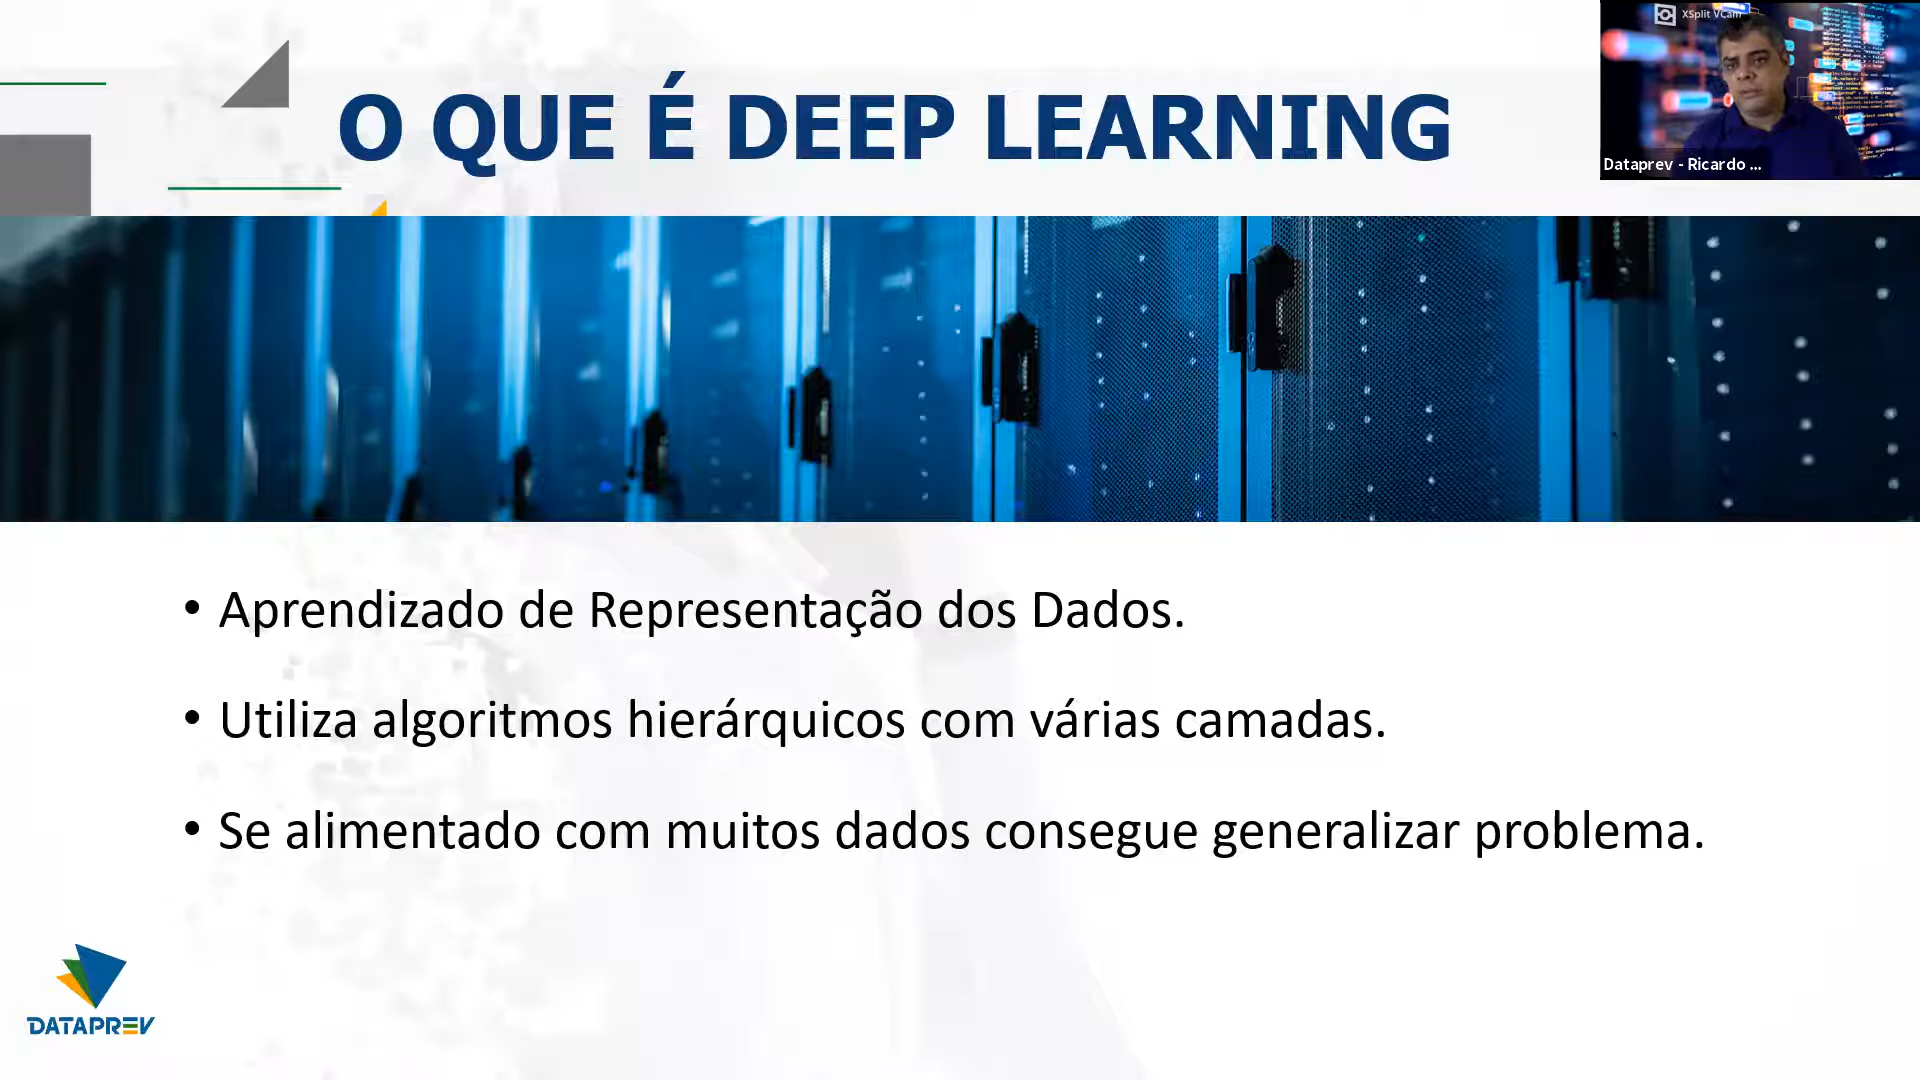 XSplit VCam
O QUE É DEEP LEARNING
Dataprev - Ricardo ...
• Aprendizado de Representação dos Dados.
• Utiliza algoritmos hierárquicos com várias camadas.
• Se alimentado com muitos dados consegue generalizar problema.
DATAPREV